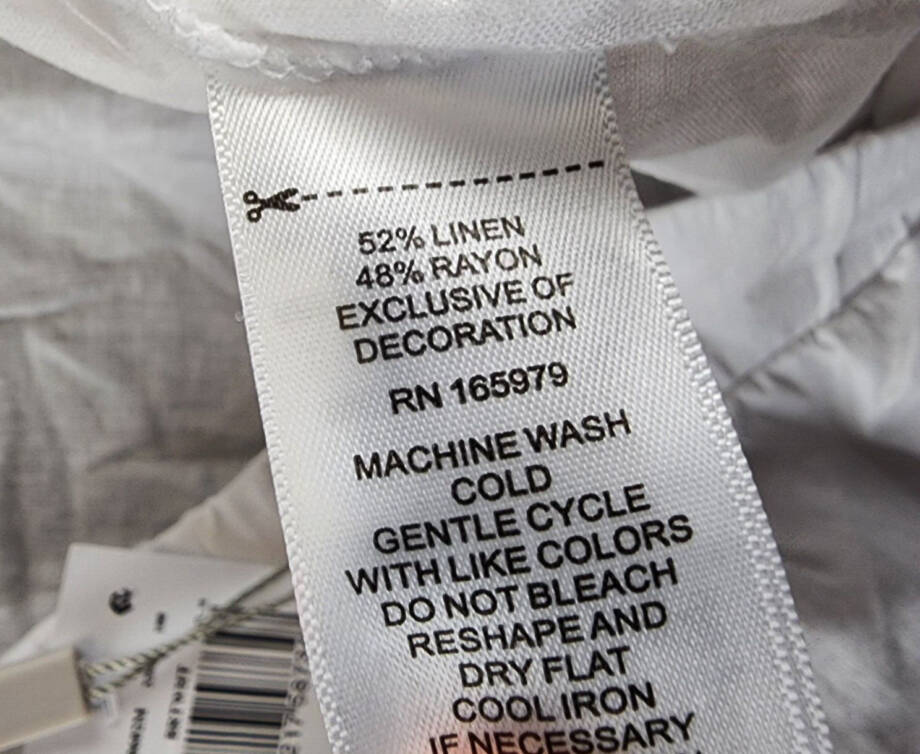 52% LINEN
48% RAYON
EXCLUSIVE OF
DECORATION
RN 165979
MACHINE WASH
COLD
GENTLE CYCLE
WITH LIKE COLORS
DO NOT BLEACH
RESHAPE AND
DRY FLAT
COOL IRON
IF NECESSARY